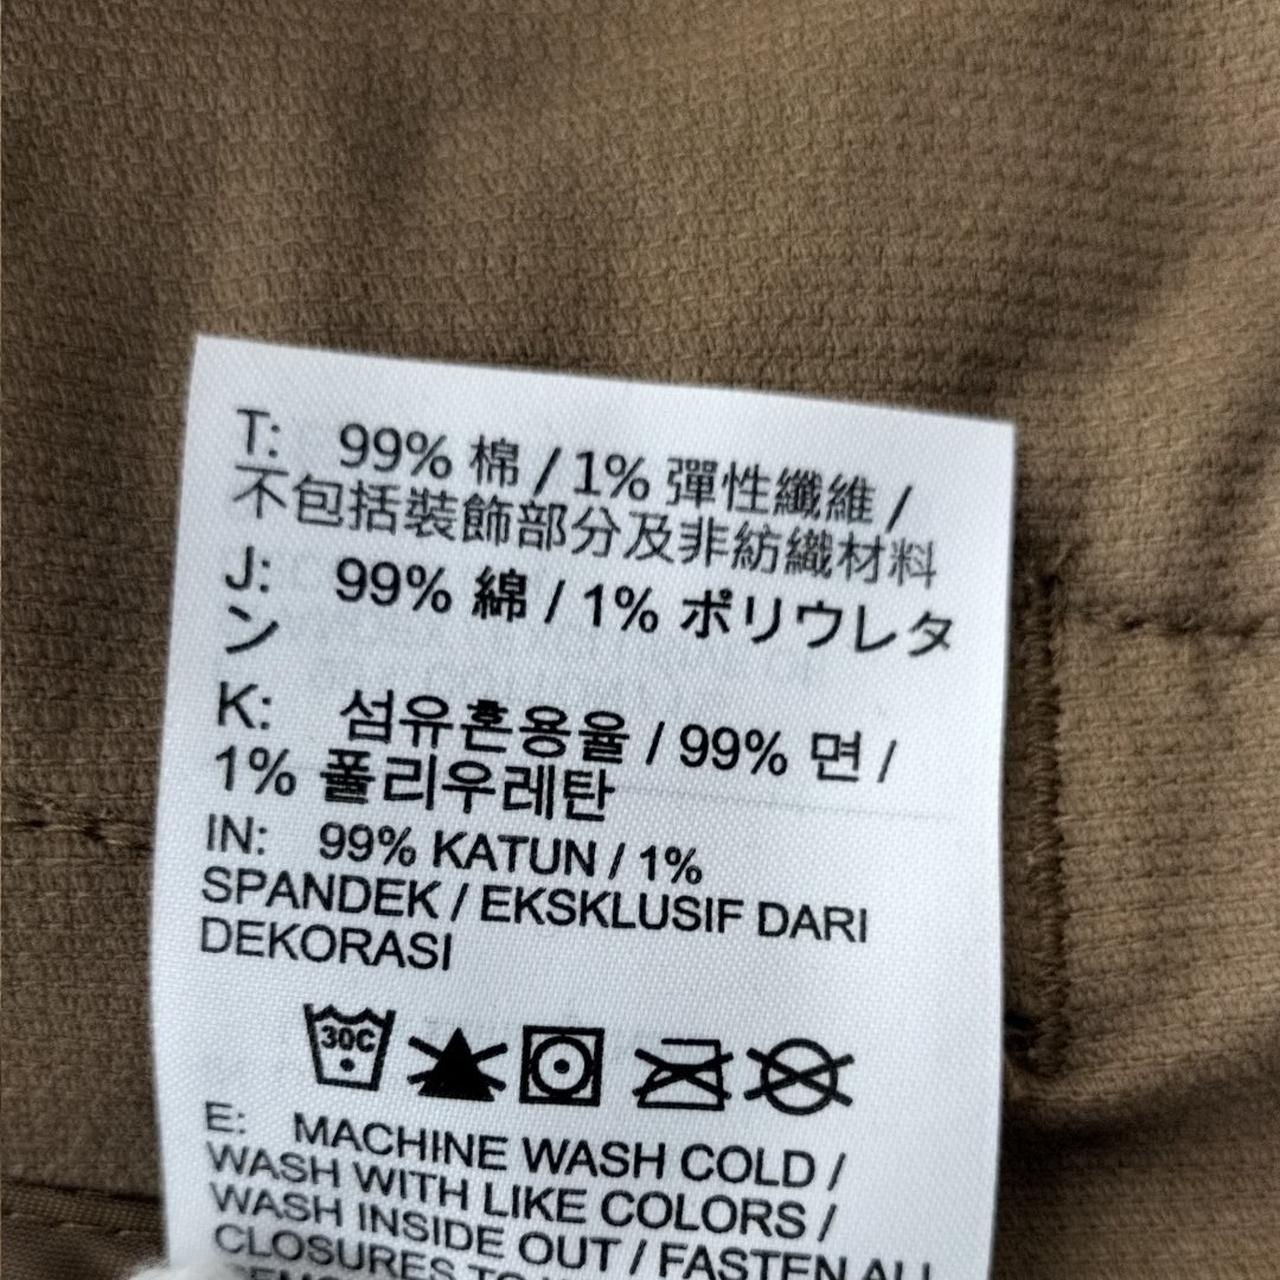 T: 99% 棉 / 1% 彈性纖維 /
不包括裝飾部分及非紡織材料
J: 99% 綿 / 1% ポリウレタ
ン
K: 섬유혼용율 / 99% 면 /
1% 폴리우레탄
IN: 99% KATUN / 1%
SPANDEK / EKSKLUSIF DARI
DEKORASI
30C
E: MACHINE WASH COLD /
WASH WITH LIKE COLORS /
WASH INSIDE OUT / FASTEN ALL
CLOSURES